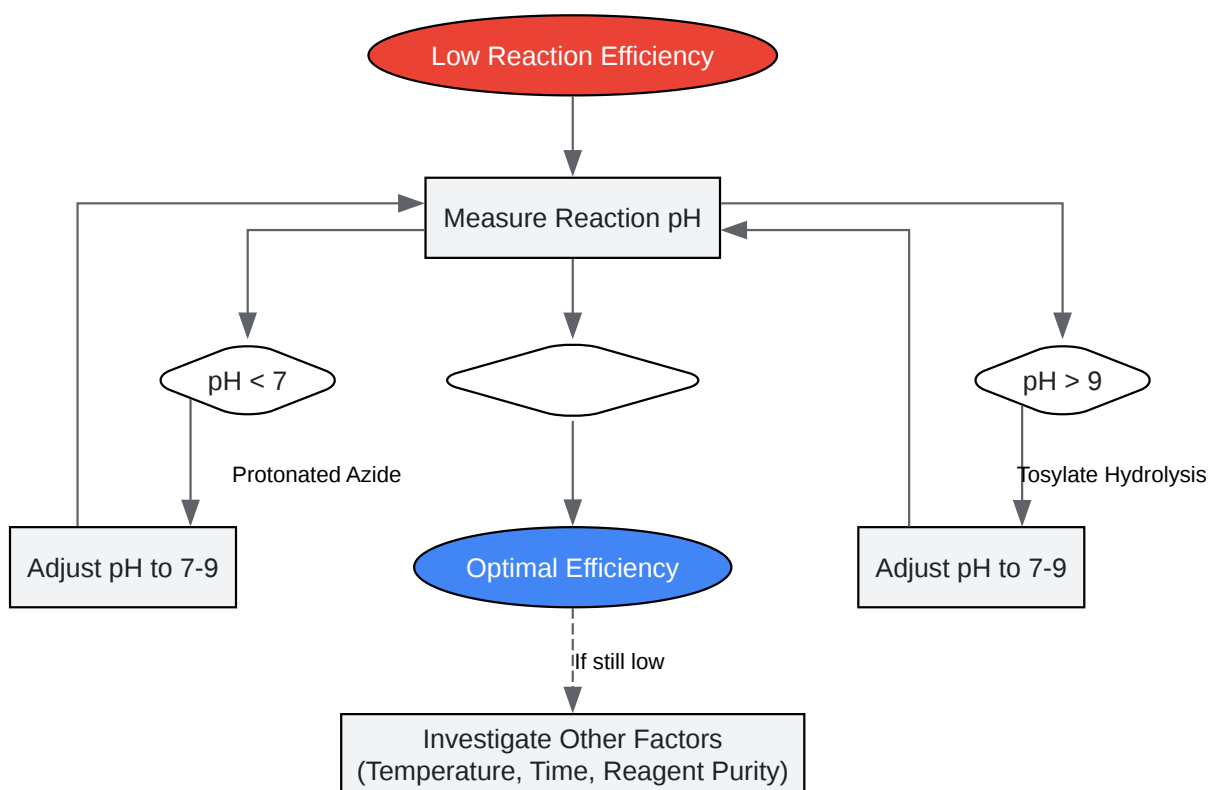 Low Reaction Efficiency
Measure Reaction pH
pH < 7
pH > 9
Protonated Azide
Tosylate Hydrolysis
Adjust pH to 7-9
Optimal Efficiency
Adjust pH to 7-9
If still low
Investigate Other Factors
(Temperature, Time, Reagent Purity)